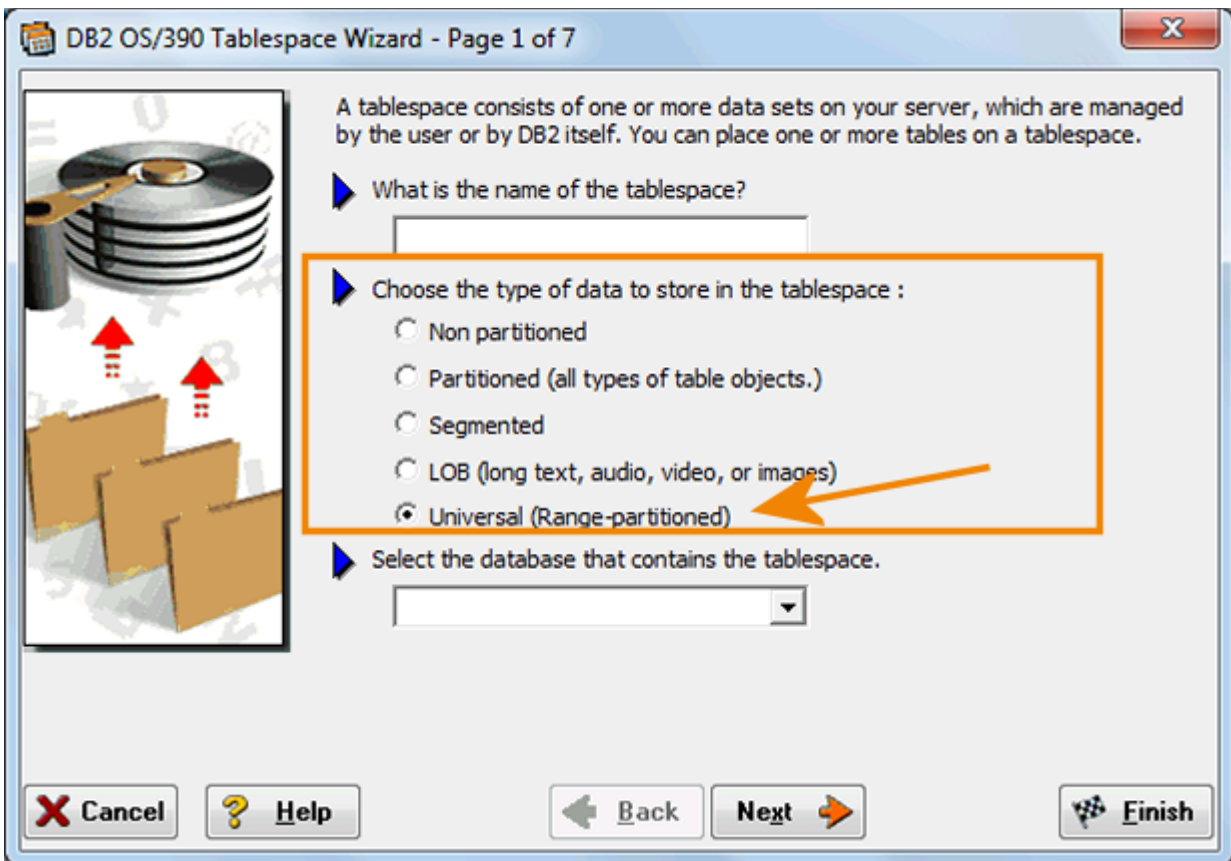 DB2 OS/390 Tablespace Wizard - Page 1 of 7
A tablespace consists of one or more data sets on your server, which are managed
by the user or by DB2 itself. You can place one or more tables on a tablespace.
What is the name of the tablespace?
Choose the type of data to store in the tablespace :
Non partitioned
Partitioned (all types of table objects.)
Segmented
LOB (long text, audio, video, or images)
Universal (Range-partitioned)
Select the database that contains the tablespace.
Cancel
Help
Back
Next
Finish